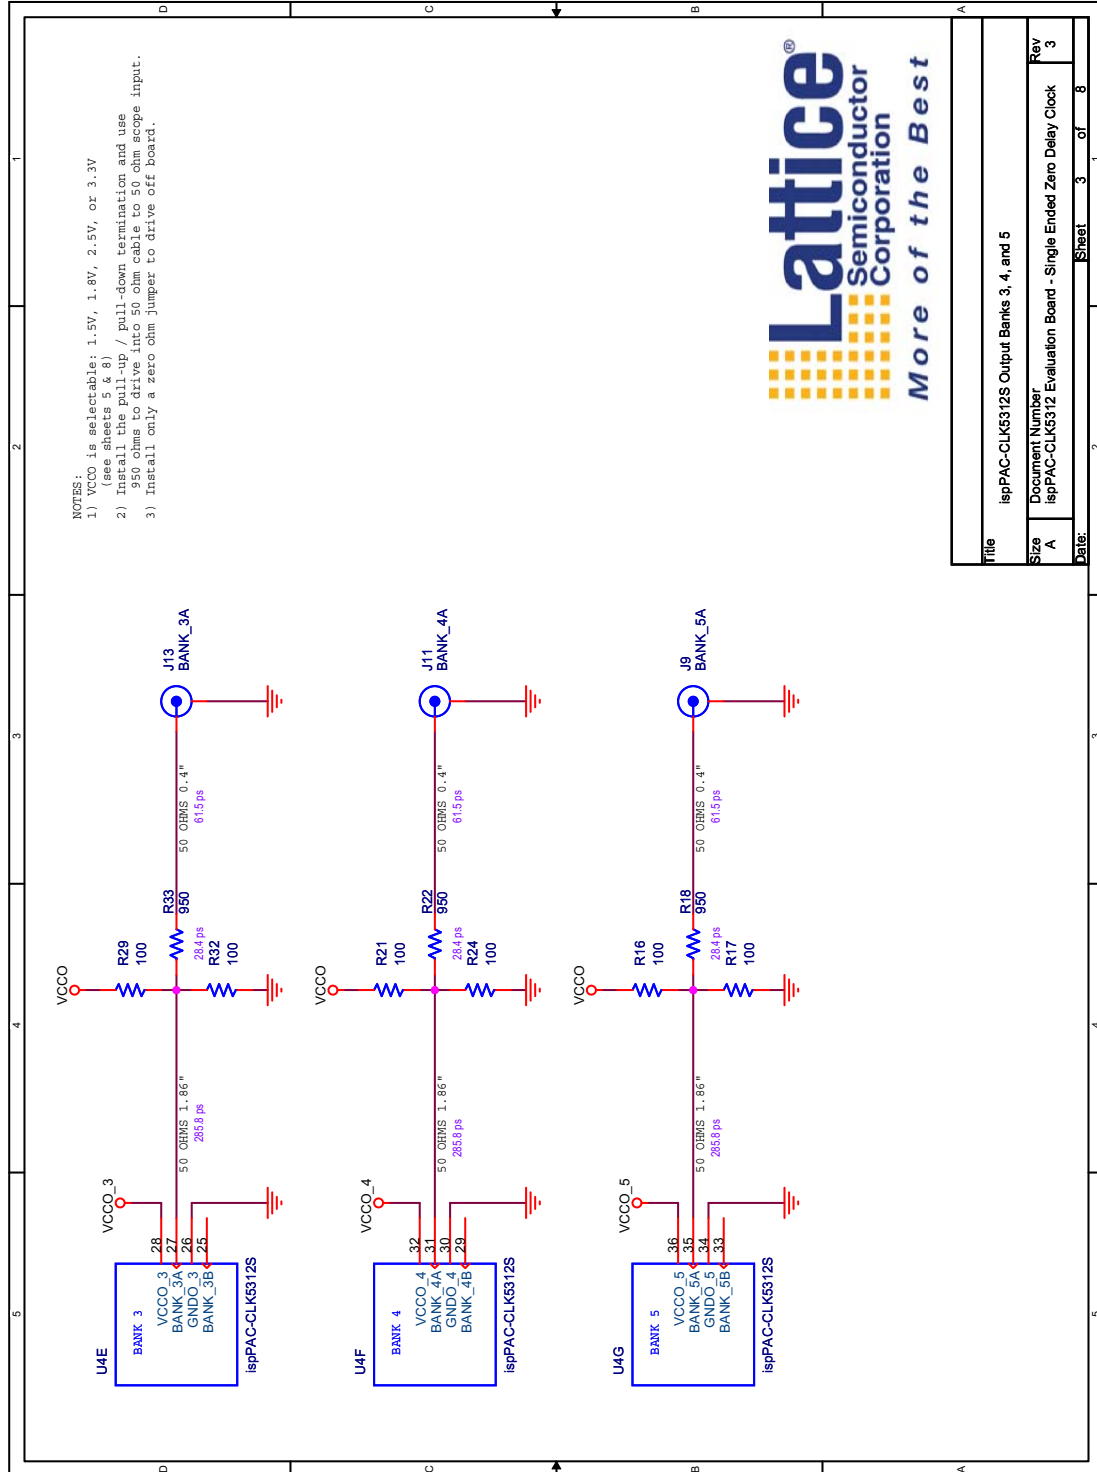 5
4
3
2
1
D
D
C
C
B
B
A
A
NOTES:
1) VCCO is selectable: 1.5V, 1.8V, 2.5V, or 3.3V
(see sheets 5 & 8)
2) Install the pull-up / pull-down termination and use
950 ohms to drive into 50 ohm cable to 50 ohm scope input.
3) Install only a zero ohm jumper to drive off board.
U4E
BANK 3
VCCO_3
BANK_3A
GNDO_3
BANK_3B
28
27
26
25
ispPAC-CLK5312S
VCCO_3
50 OHMS 1.86"
285.8 ps
VCCO
R29
100
R32
100
28.4 ps
R33
950
50 OHMS 0.4"
61.5 ps
J13
BANK_3A
U4F
BANK 4
VCCO_4
BANK_4A
GNDO_4
BANK_4B
32
31
30
29
ispPAC-CLK5312S
VCCO_4
50 OHMS 1.86"
285.8 ps
VCCO
R21
100
R24
100
28.4 ps
R22
950
50 OHMS 0.4"
61.5 ps
J11
BANK_4A
U4G
BANK 5
VCCO_5
BANK_5A
GNDO_5
BANK_5B
36
35
34
33
ispPAC-CLK5312S
VCCO_5
50 OHMS 1.86"
285.8 ps
VCCO
R16
100
R17
100
28.4 ps
R18
950
50 OHMS 0.4"
61.5 ps
J9
BANK_5A
Lattice®
Semiconductor
Corporation
More of the Best
Title
ispPAC-CLK5312S Output Banks 3, 4, and 5
Size
A
Document Number
ispPAC-CLK5312 Evaluation Board - Single Ended Zero Delay Clock
Rev
3
Date:
Sheet 3 of 8
5
4
3
2
1